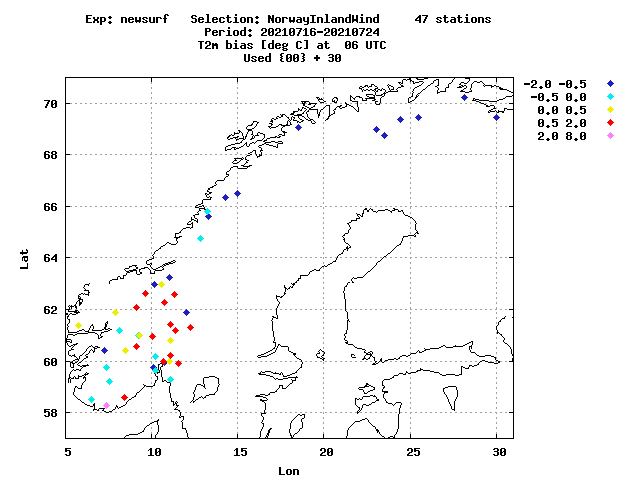 Exp: newsurf   Selection: NorwayInlandWind     47 stations
Period: 20210716-20210724
T2m bias [deg C] at  06 UTC
Used {00} + 30
-2.0 -0.5
-0.5 0.0
0.0 0.5
0.5 2.0
2.0 8.0
70
68
66
64
62
60
58
Lat
5 10 15 20 25 30
Lon